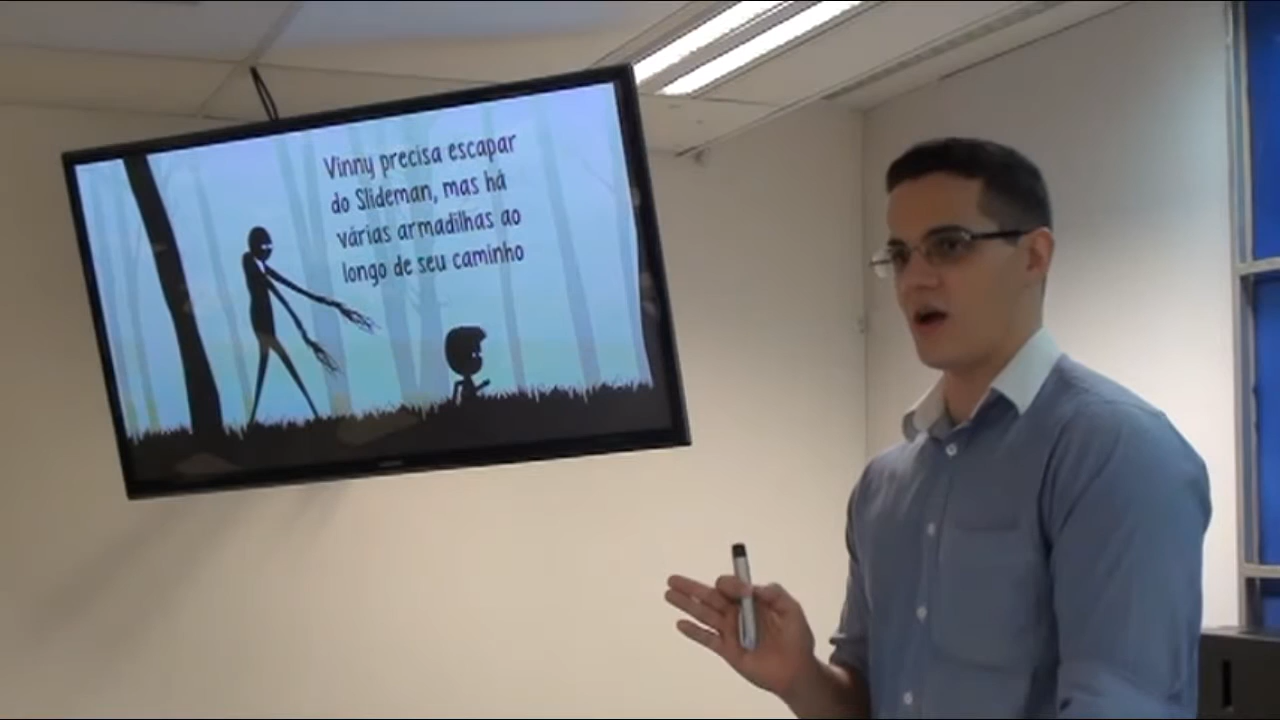 Vinny precisa escapar
do Slideman, mas há
várias armadilhas ao
longo de seu caminho